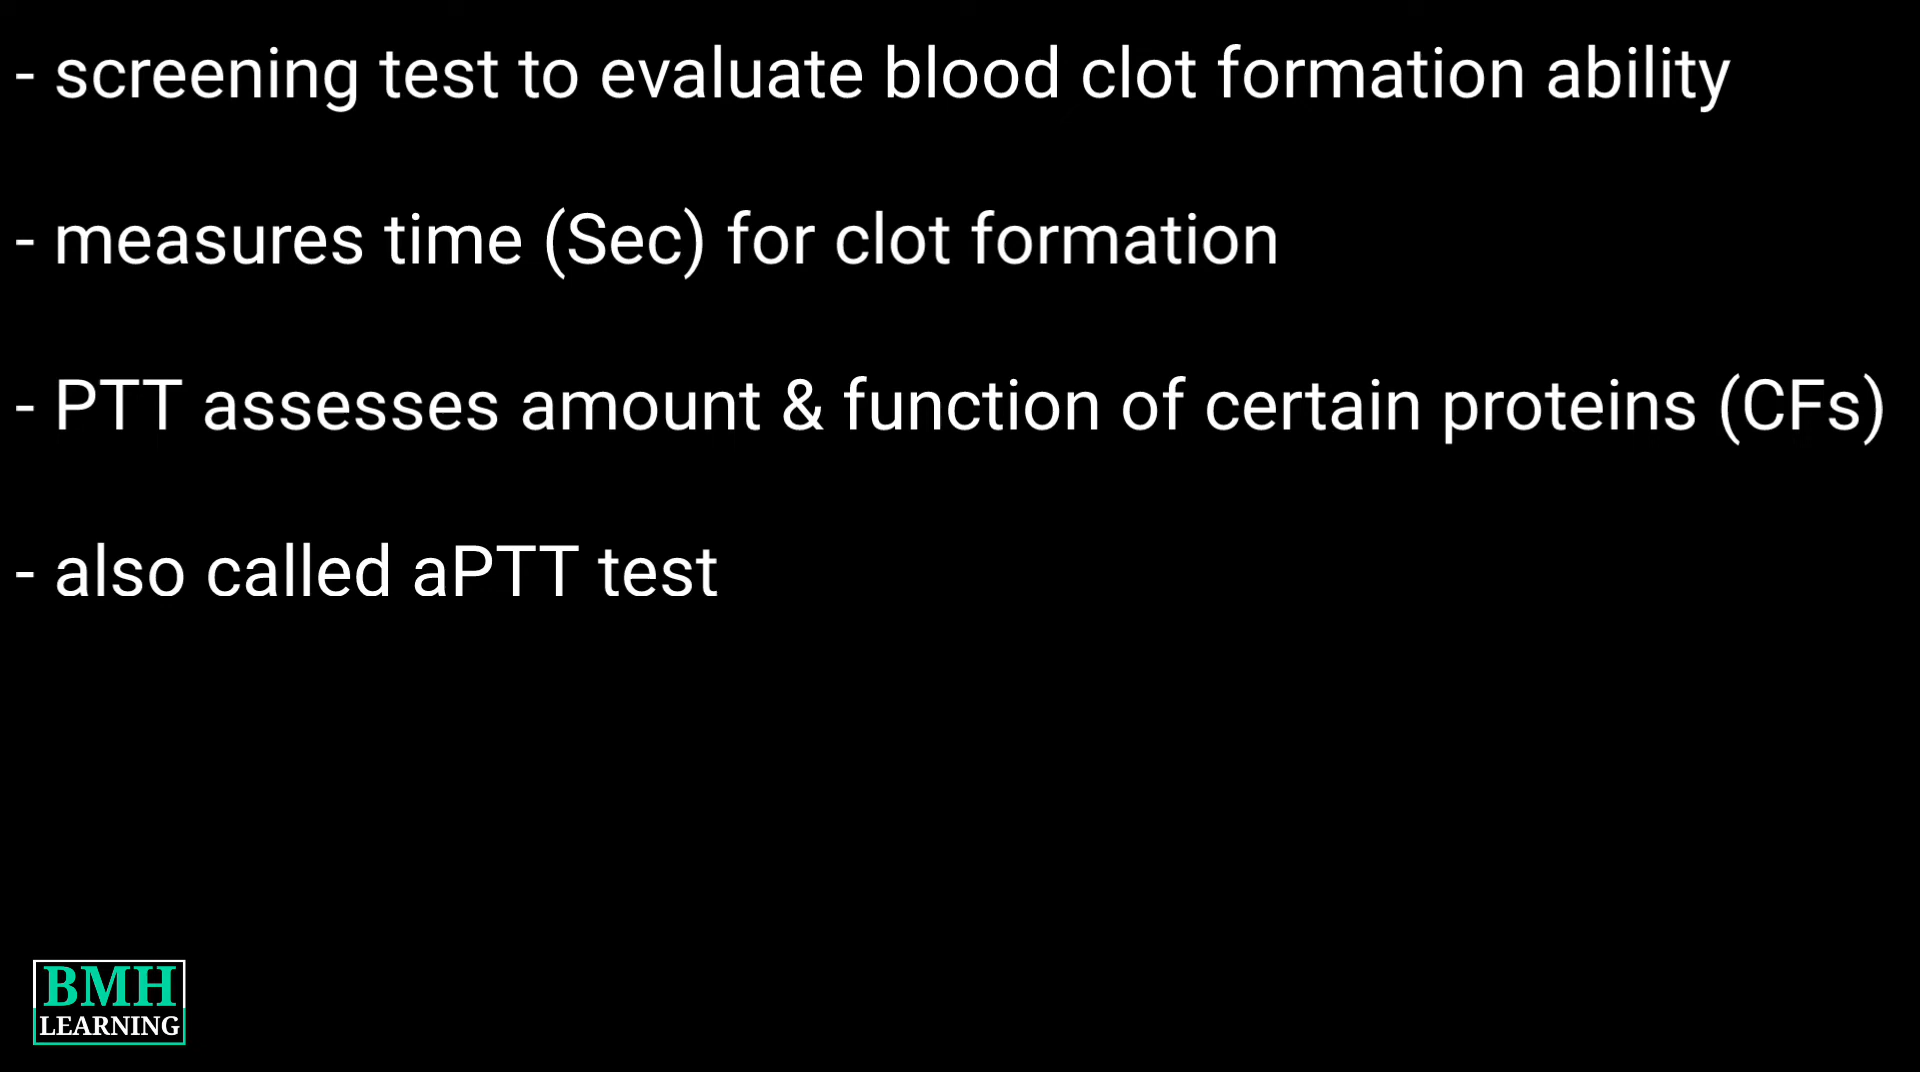 - screening test to evaluate blood clot formation ability
- measures time (Sec) for clot formation
- PTT assesses amount & function of certain proteins (CFs)
- also called aPTT test
BMH
LEARNING